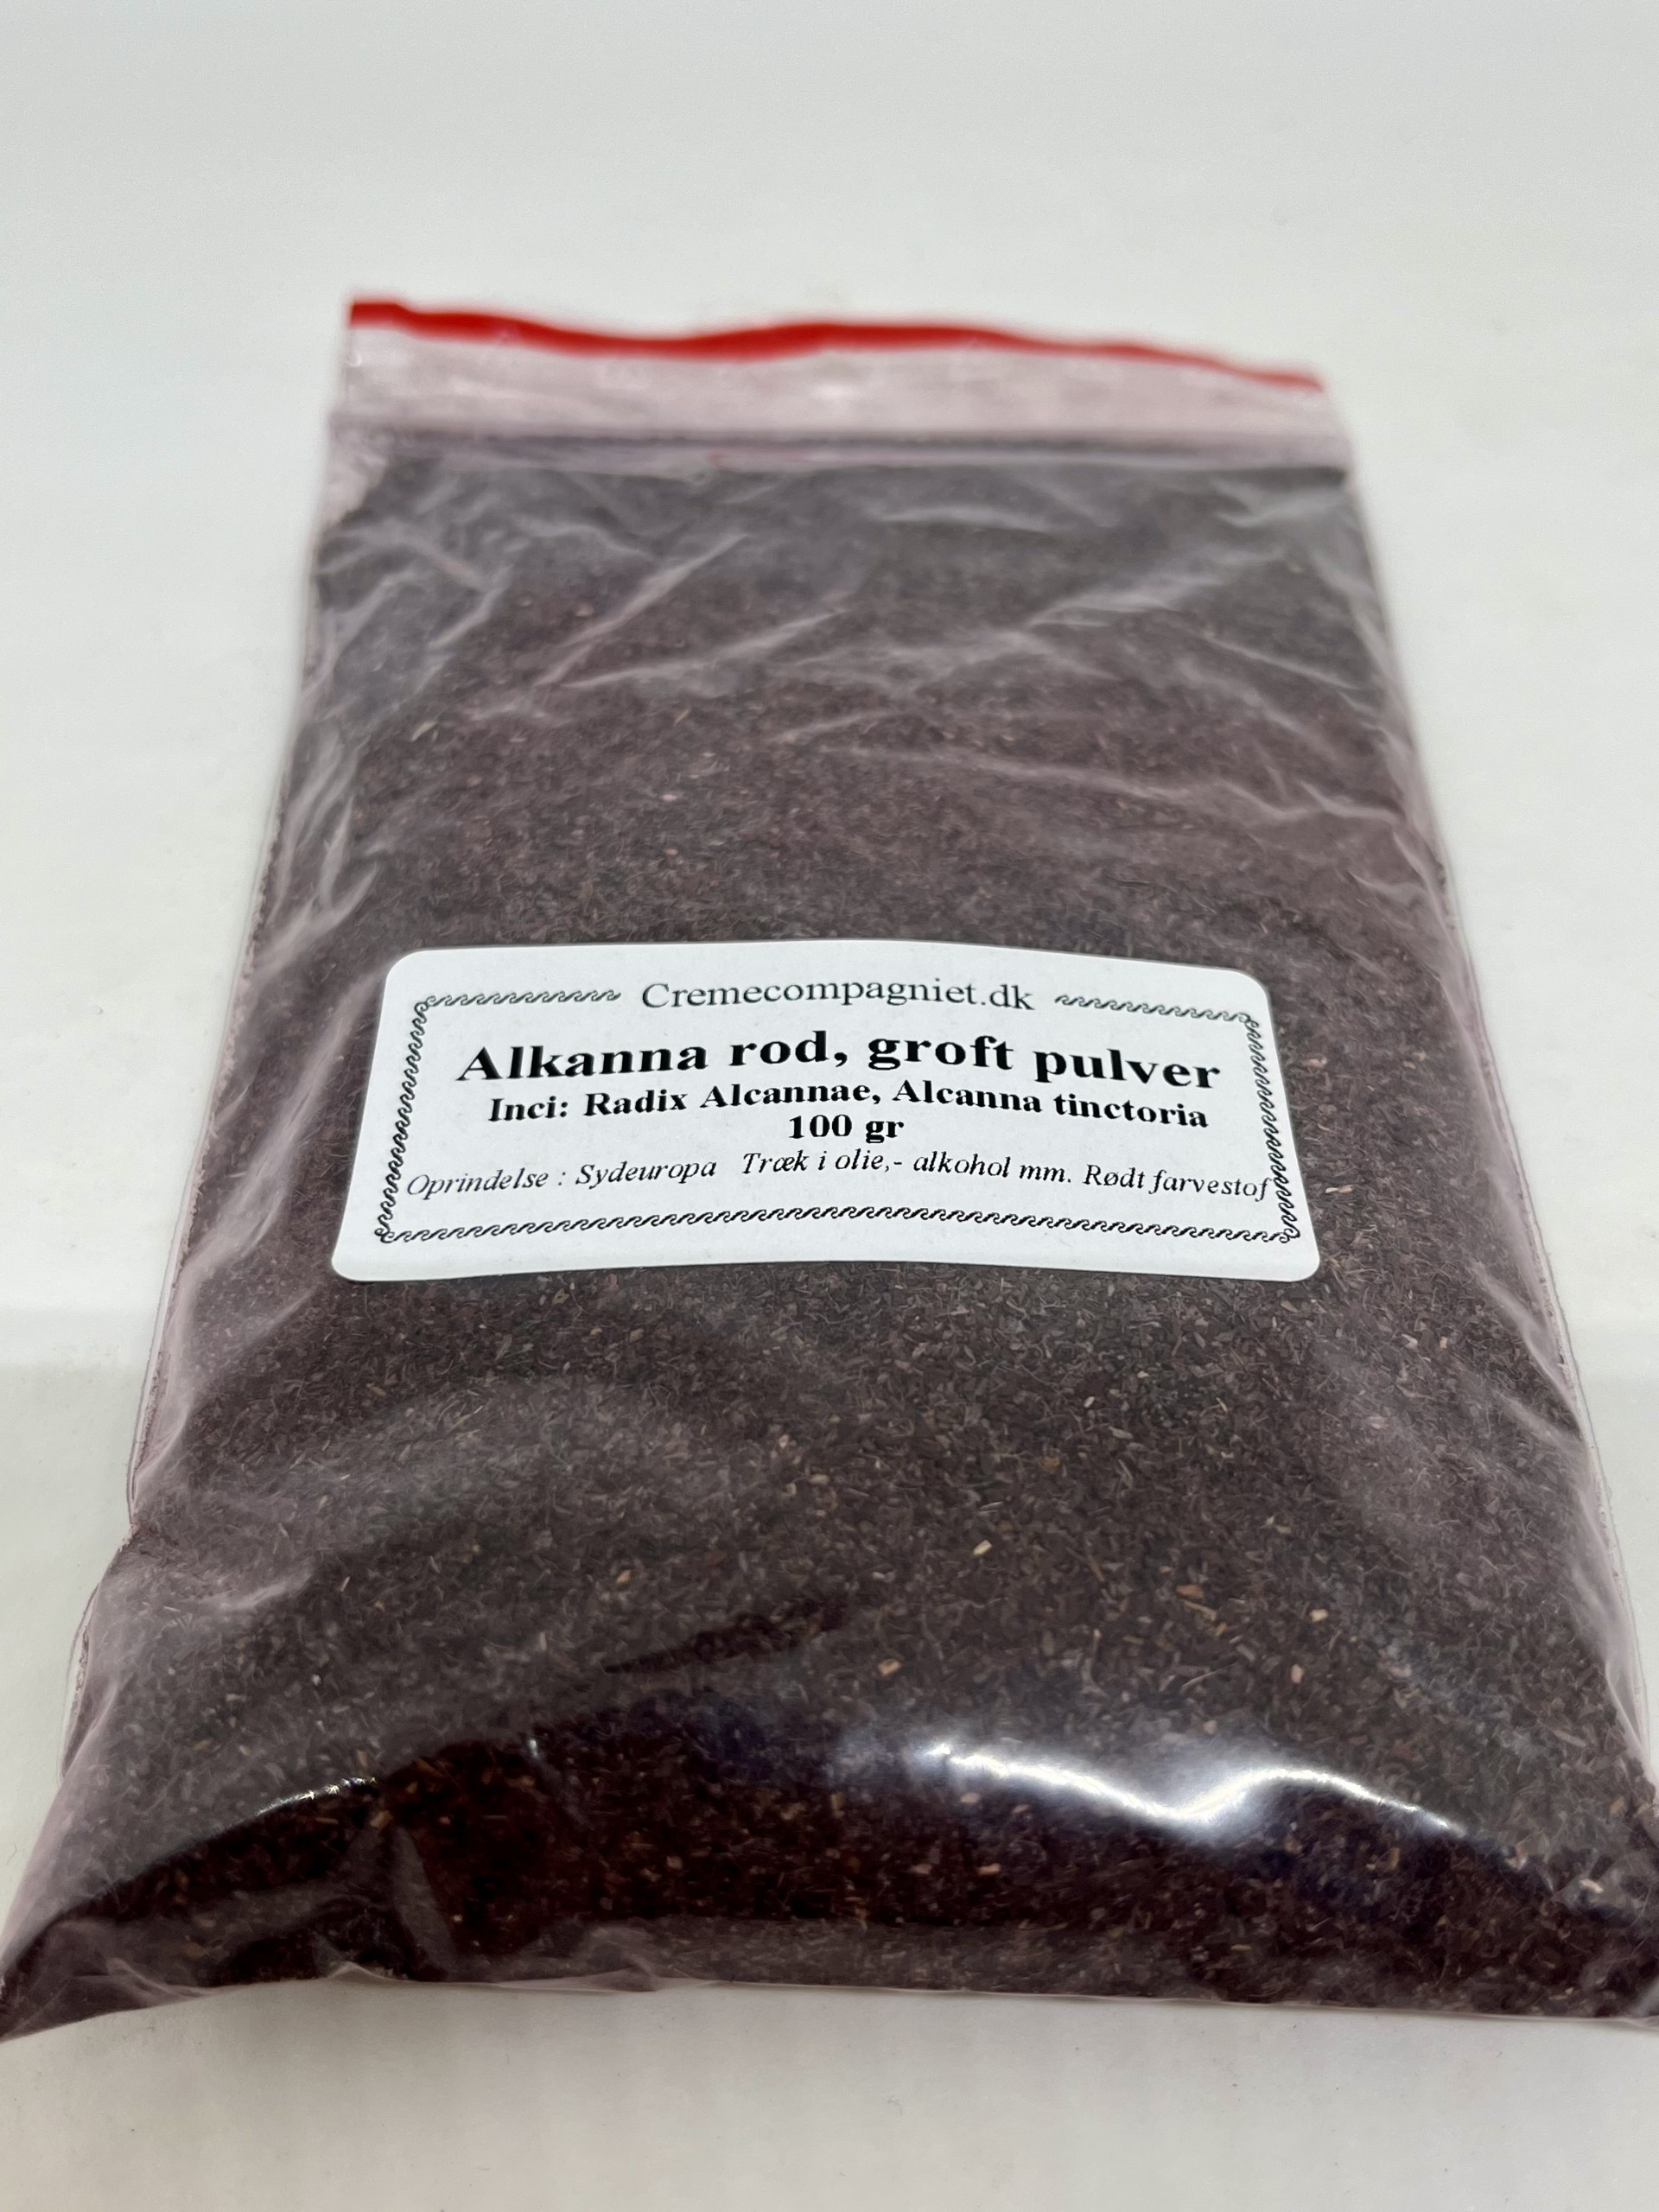 Cremecompagniet.dk
Alkanna rod, groft pulver
Inci: Radix Alcannae, Alcanna tinctoria
100 gr
Oprindelse : Sydeuropa Træk i olie,- alkohol mm. Rødt farvestof